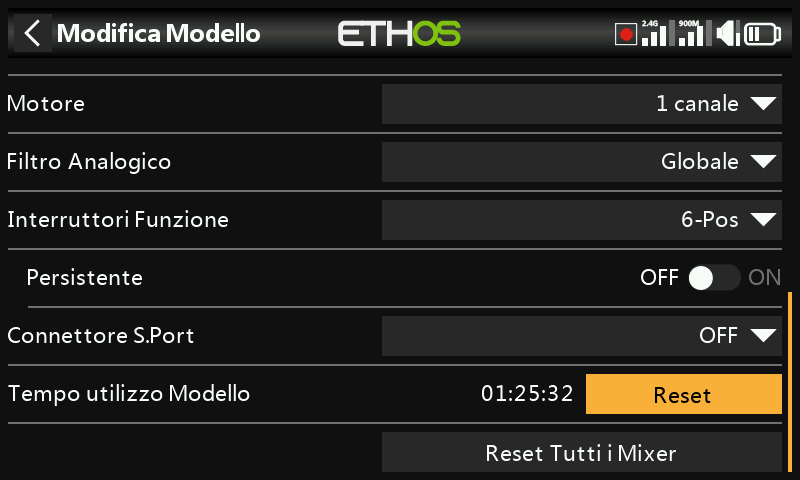 Modifica Modello ETHOS 2.4G 900M
Motore 1 canale
Filtro Analogico Globale
Interruttori Funzione 6-Pos
Persistente OFF ON
Connettore S.Port OFF
Tempo utilizzo Modello 01:25:32 Reset
Reset Tutti i Mixer